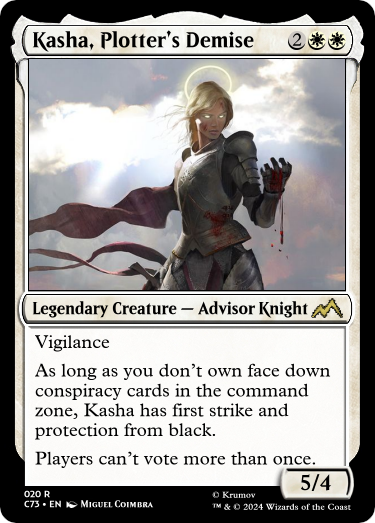 Kasha, Plotter's Demise 2
Legendary Creature — Advisor Knight
Vigilance
As long as you don't own face down
conspiracy cards in the command
zone, Kasha has first strike and
protection from black.
Players can't vote more than once.
5/4
020 R
C73 • EN Miguel Coimbra
© Krumov
™ & © 2024 Wizards of the Coast